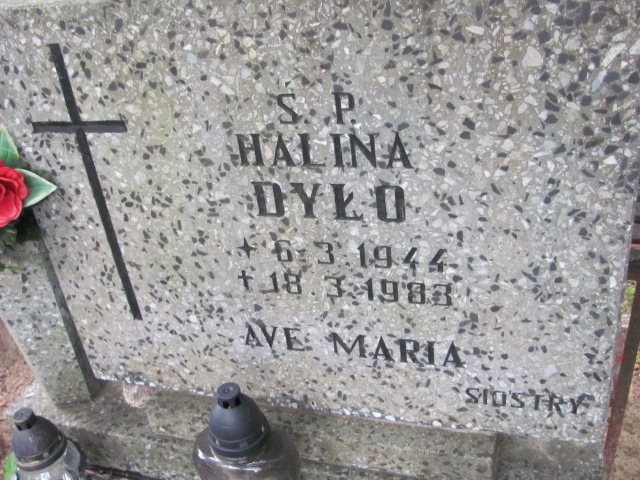 Ś. P.
HALINA
DYŁO
* 6.3.1944
† 18.3.1983
AVE MARIA
SIOSTRY